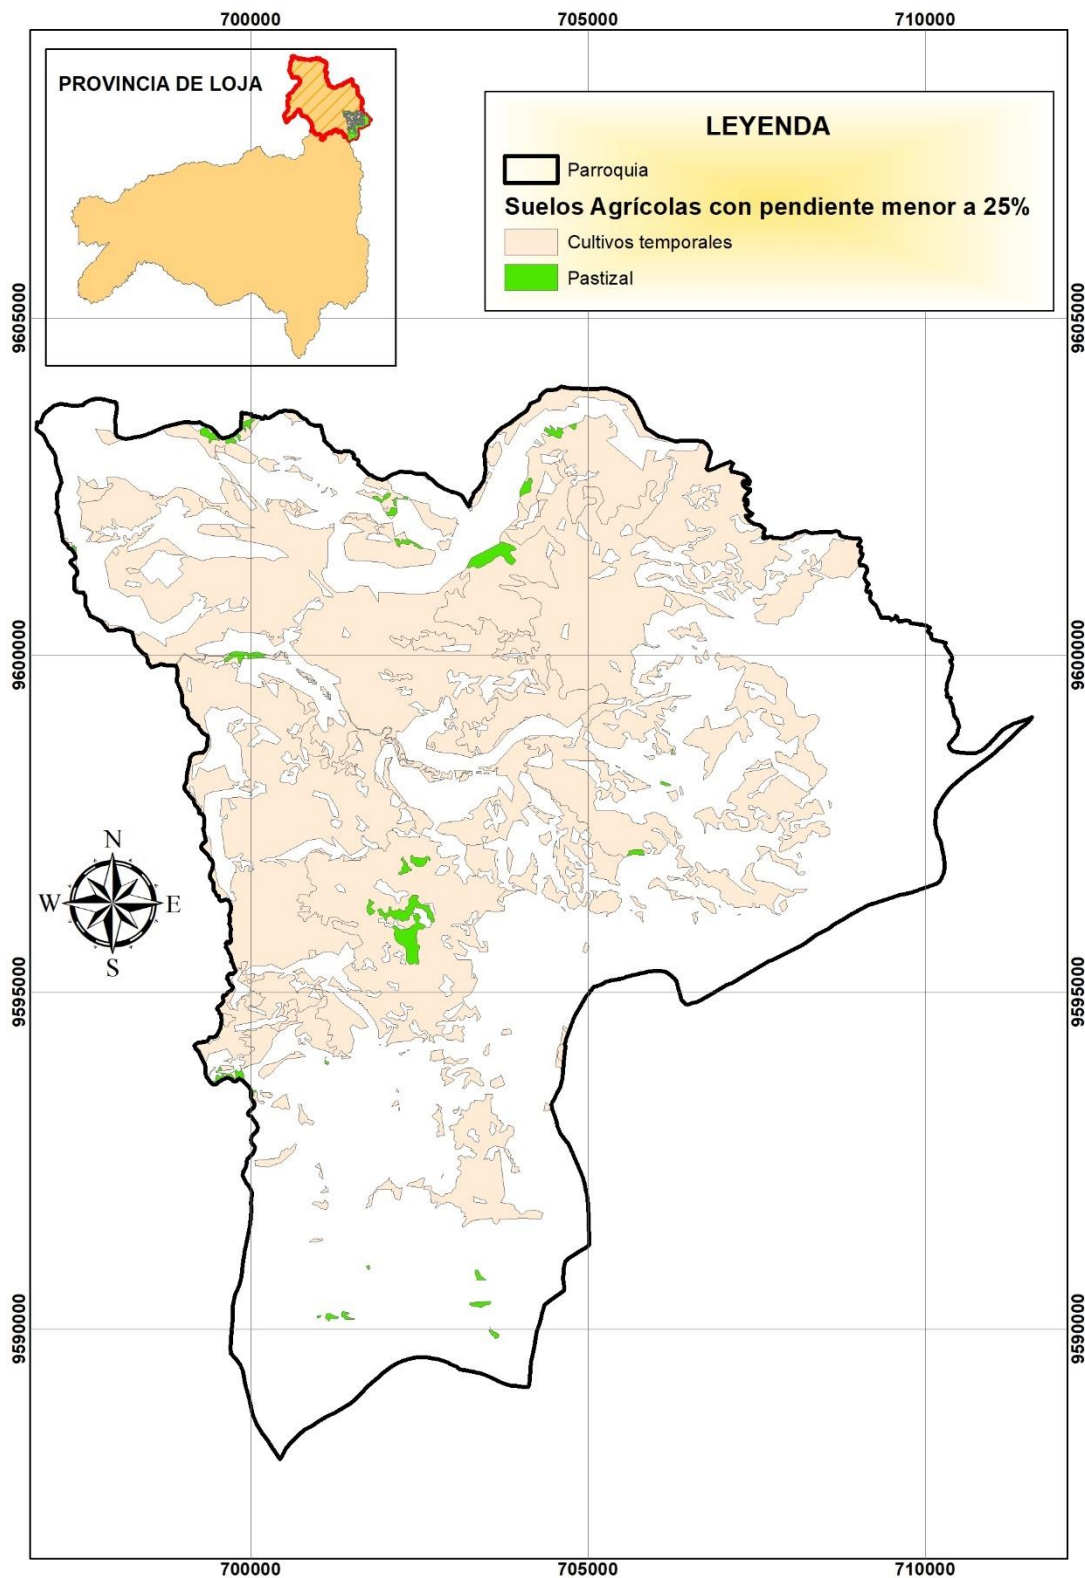 700000 705000 710000
PROVINCIA DE LOJA
LEYENDA
Parroquia
Suelos Agrícolas con pendiente menor a 25%
Cultivos temporales
Pastizal
9605000 9605000
9600000 9600000
N
W E
S
9595000 9595000
9590000 9590000
700000 705000 710000